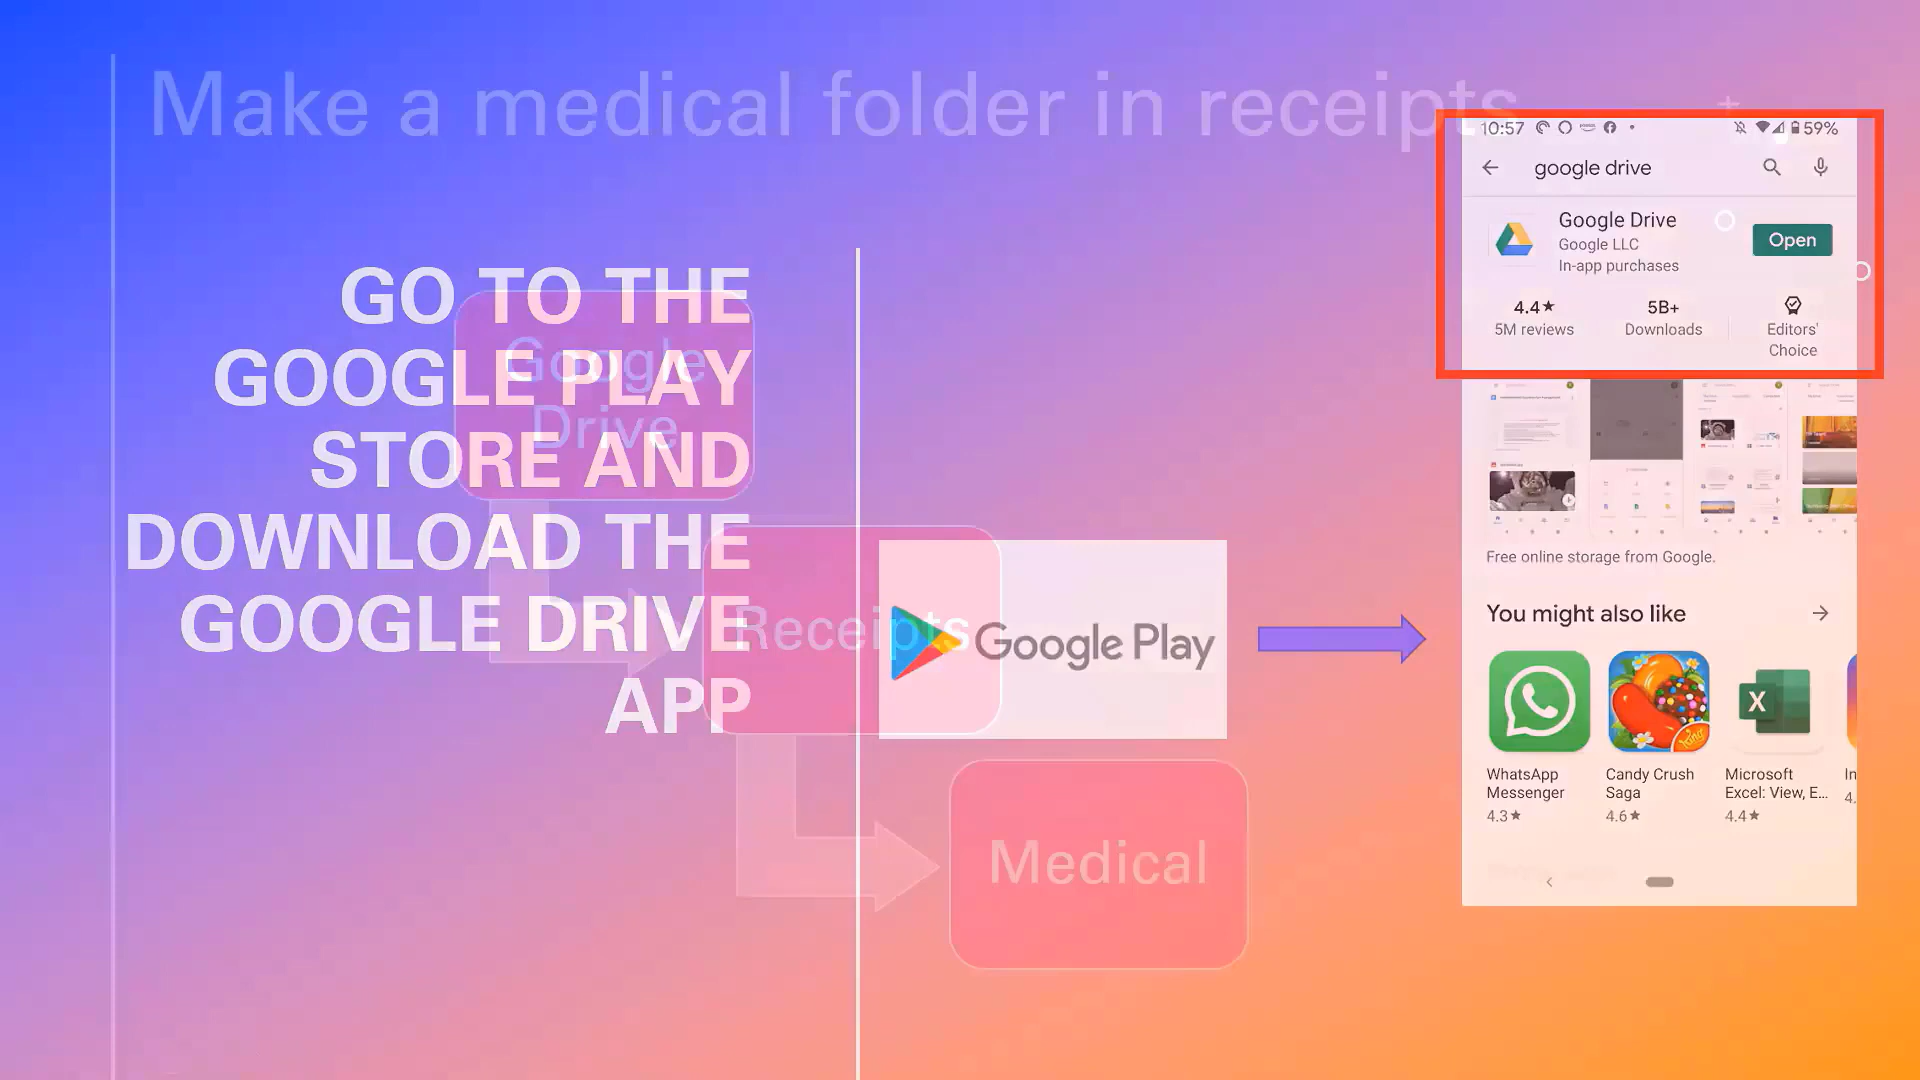 Make a medical folder in receipts
GO TO THE
GOOGLE PLAY
STORE AND
DOWNLOAD THE
GOOGLE DRIVE
APP
Google
Drive
Receipts
Medical
Google Play
10:57
59%
google drive
Google Drive
Google LLC
In-app purchases
Open
4.4★
5M reviews
5B+
Downloads
Editors'
Choice
Free online storage from Google.
You might also like
WhatsApp
Messenger
4.3★
Candy Crush
Saga
4.6★
Microsoft
Excel: View, E...
4.4★
In
4.